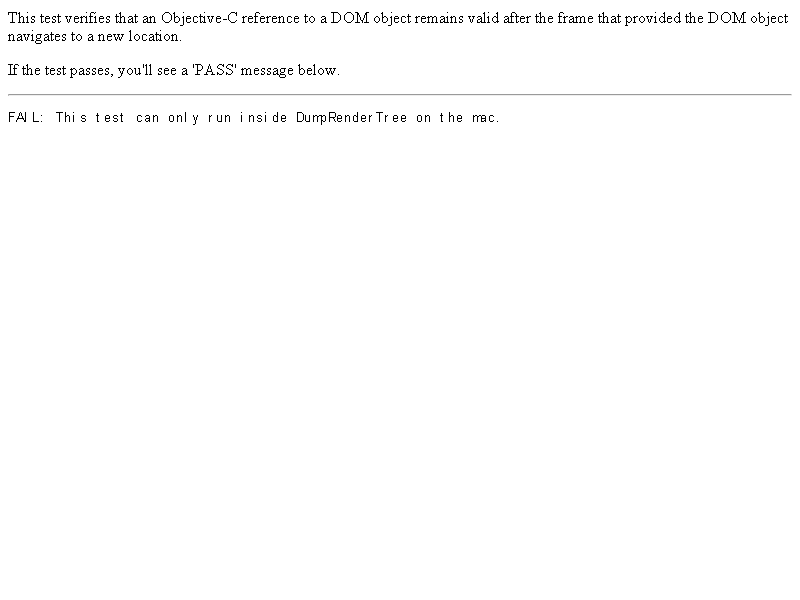 This test verifies that an Objective-C reference to a DOM object remains valid after the frame that provided the DOM object
navigates to a new location.
If the test passes, you'll see a 'PASS' message below.
FAIL: This test can only run inside DumpRenderTree on the mac.